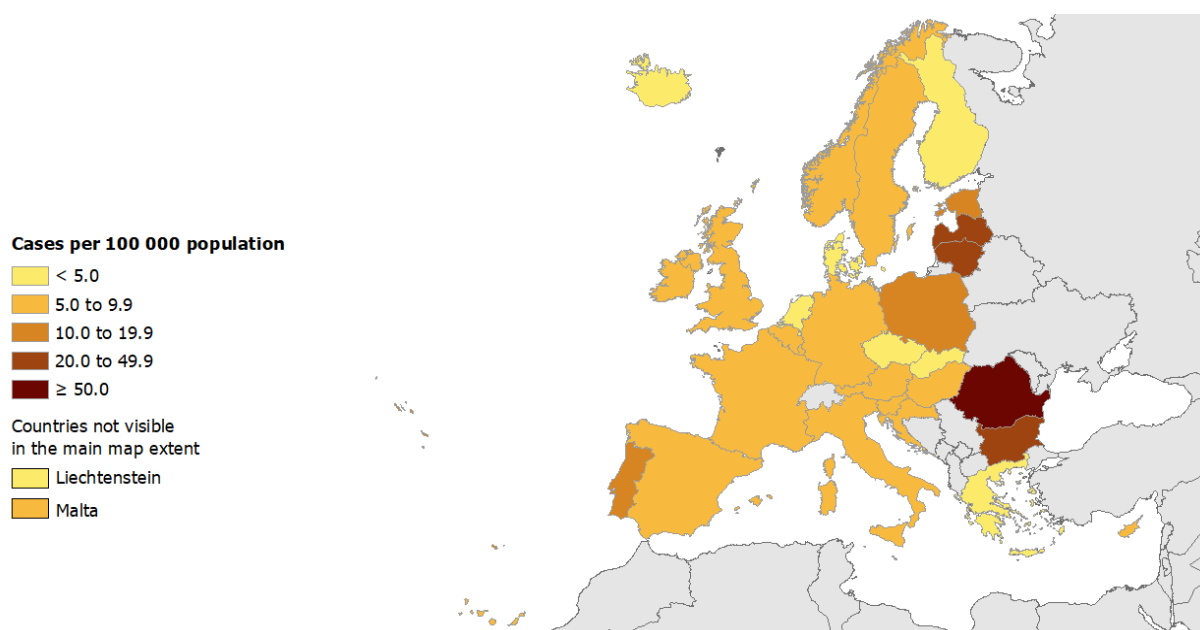 Cases per 100 000 population
< 5.0
5.0 to 9.9
10.0 to 19.9
20.0 to 49.9
≥ 50.0
Countries not visible
in the main map extent
Liechtenstein
Malta